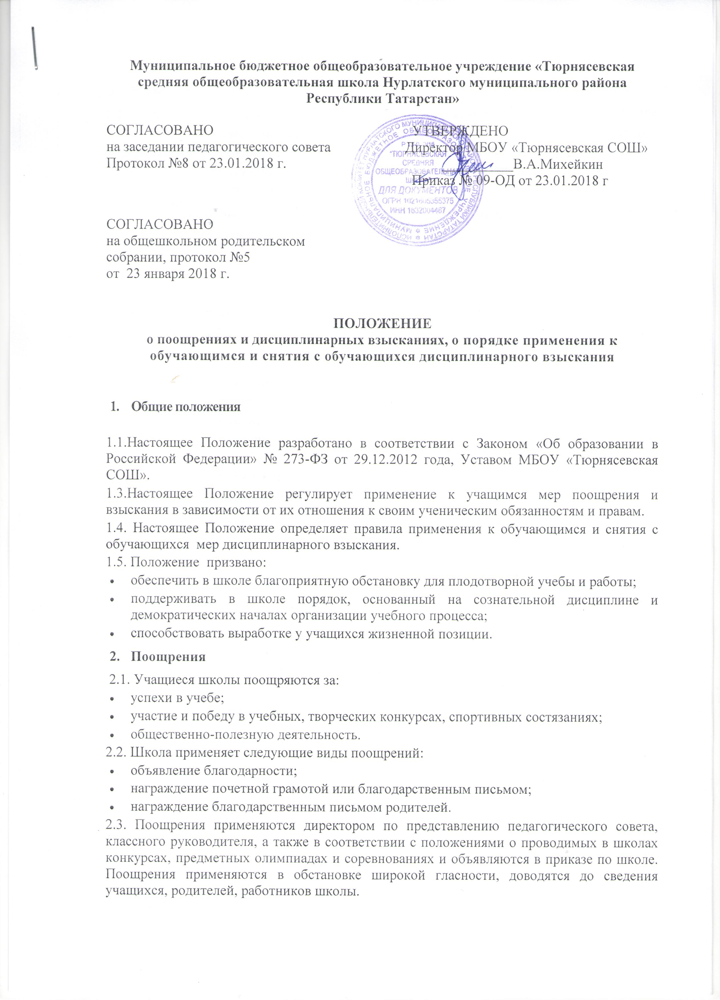 Муниципальное бюджетное общеобразовательное учреждение «Тюрнясевская
средняя общеобразовательная школа Нурлатского муниципального района
Республики Татарстан»
СОГЛАСОВАНО
на заседании педагогического совета
Протокол №8 от 23.01.2018 г.
УТВЕРЖДЕНО
Директор МБОУ «Тюрнясевская СОШ»
В.А.Михейкин
Приказ № 09-ОД от 23.01.2018 г
"ТЮРНЯСЕВСКАЯ
СРЕДНЯЯ
ОБЩЕОБРАЗОВАТЕЛЬНАЯ
ДЛЯ ДОКУМЕНТОВ
ОГРН 1021605355375
ИНН 1632004467
СОГЛАСОВАНО
на общешкольном родительском
собрании, протокол №5
от  23 января 2018 г.
ПОЛОЖЕНИЕ
о поощрениях и дисциплинарных взысканиях, о порядке применения к
обучающимся и снятия с обучающихся дисциплинарного взыскания
1. Общие положения
1.1.Настоящее Положение разработано в соответствии с Законом «Об образовании в
Российской Федерации» № 273-ФЗ от 29.12.2012 года, Уставом МБОУ «Тюрнясевская
СОШ».
1.3.Настоящее Положение регулирует применение к учащимся мер поощрения и
взыскания в зависимости от их отношения к своим ученическим обязанностям и правам.
1.4. Настоящее Положение определяет правила применения к обучающимся и снятия с
обучающихся  мер дисциплинарного взыскания.
1.5. Положение  призвано:
• обеспечить в школе благоприятную обстановку для плодотворной учебы и работы;
• поддерживать в школе порядок, основанный на сознательной дисциплине и
демократических началах организации учебного процесса;
• способствовать выработке у учащихся жизненной позиции.
2. Поощрения
2.1. Учащиеся школы поощряются за:
• успехи в учебе;
• участие и победу в учебных, творческих конкурсах, спортивных состязаниях;
• общественно-полезную деятельность.
2.2. Школа применяет следующие виды поощрений:
• объявление благодарности;
• награждение почетной грамотой или благодарственным письмом;
• награждение благодарственным письмом родителей.
2.3. Поощрения применяются директором по представлению педагогического совета,
классного руководителя, а также в соответствии с положениями о проводимых в школах
конкурсах, предметных олимпиадах и соревнованиях и объявляются в приказе по школе.
Поощрения применяются в обстановке широкой гласности, доводятся до сведения
учащихся, родителей, работников школы.